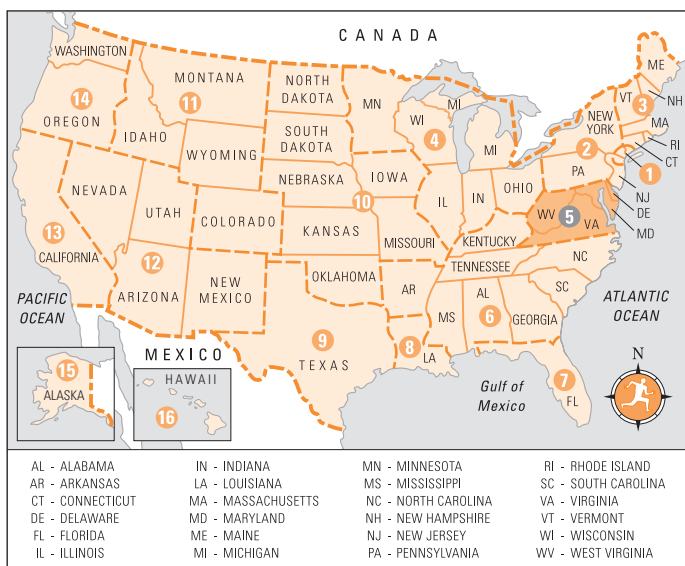 CANADA
WASHINGTON
MONTANA
NORTH
DAKOTA
MN
ME
VT
NH
14
11
3
OREGON
IDAHO
SOUTH
DAKOTA
WI
MI
4
MI
NEW
YORK
MA
RI
CT
WYOMING
2
1
NEBRASKA
IOWA
PA
NJ
NEVADA
UTAH
COLORADO
10
IL
IN
OHIO
DE
MD
WV
5
VA
13
CALIFORNIA
KANSAS
MISSOURI
KENTUCKY
12
ARIZONA
NEW
MEXICO
OKLAHOMA
AR
TENNESSEE
NC
SC
PACIFIC
OCEAN
ATLANTIC
OCEAN
MS
AL
6
GEORGIA
9
TEXAS
8
LA
MEXICO
15
ALASKA
HAWAII
16
Gulf of
Mexico
7
FL
N
AL - ALABAMA
AR - ARKANSAS
CT - CONNECTICUT
DE - DELAWARE
FL - FLORIDA
IL - ILLINOIS
IN - INDIANA
LA - LOUISIANA
MA - MASSACHUSETTS
MD - MARYLAND
ME - MAINE
MI - MICHIGAN
MN - MINNESOTA
MS - MISSISSIPPI
NC - NORTH CAROLINA
NH - NEW HAMPSHIRE
NJ - NEW JERSEY
PA - PENNSYLVANIA
RI - RHODE ISLAND
SC - SOUTH CAROLINA
VA - VIRGINIA
VT - VERMONT
WI - WISCONSIN
WV - WEST VIRGINIA